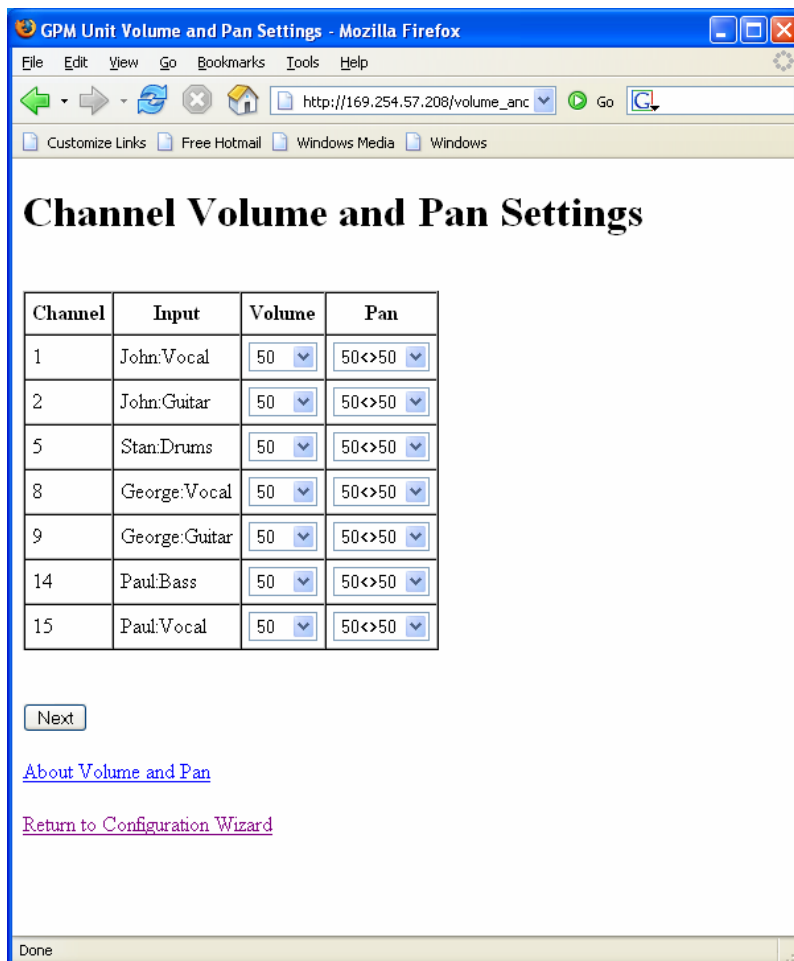 GPM Unit Volume and Pan Settings - Mozilla Firefox
File Edit View Go Bookmarks Tools Help
http://169.254.57.208/volume_anc Go G
Customize Links Free Hotmail Windows Media Windows
Channel Volume and Pan Settings
Channel Input Volume Pan
1 John:Vocal 50 50<>50
2 John:Guitar 50 50<>50
5 Stan:Drums 50 50<>50
8 George:Vocal 50 50<>50
9 George:Guitar 50 50<>50
14 Paul:Bass 50 50<>50
15 Paul:Vocal 50 50<>50
Next
About Volume and Pan
Return to Configuration Wizard
Done